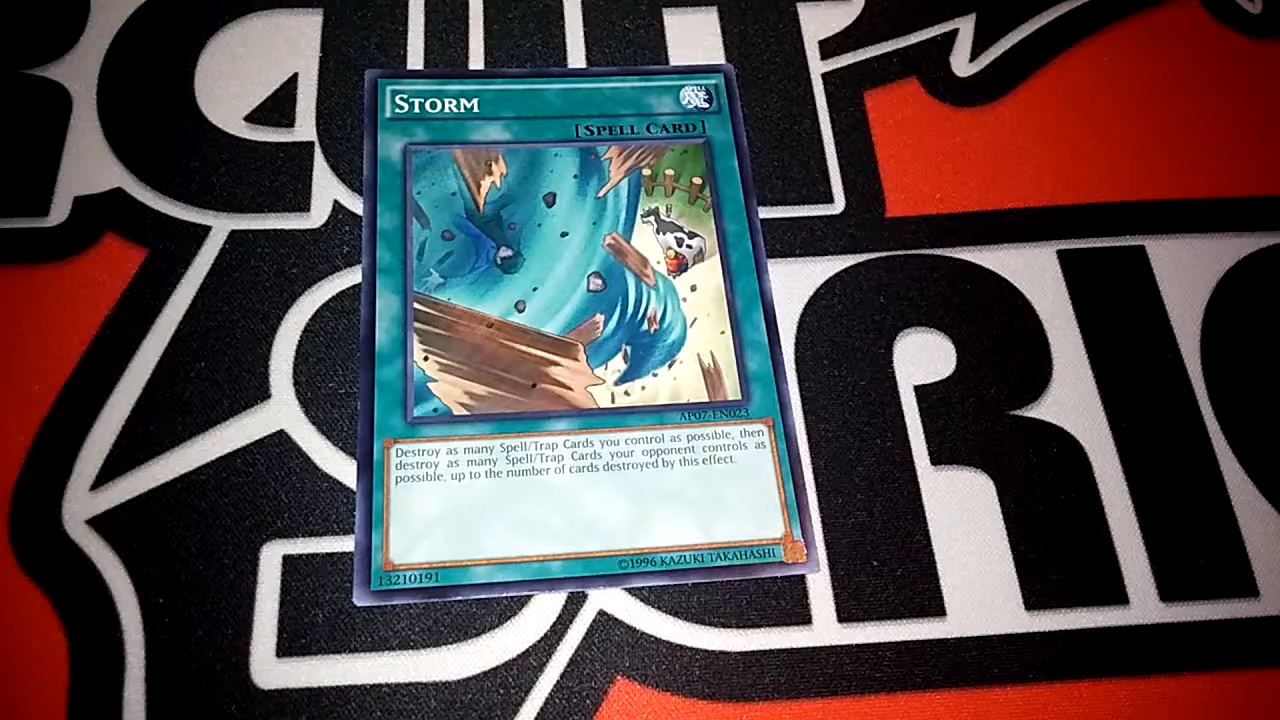 STORM
[SPELL CARD]
AP07-EN023
Destroy as many Spell/Trap Cards you control as possible, then
destroy as many Spell/Trap Cards your opponent controls as
possible, up to the number of cards destroyed by this effect.
13210191
©1996 KAZUKI TAKAHASHI